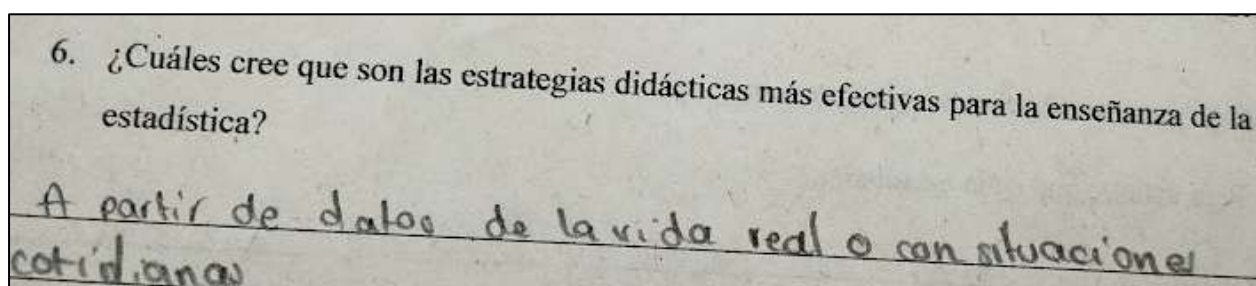 6. ¿Cuáles cree que son las estrategias didácticas más efectivas para la enseñanza de la
estadística?
A partir de datos de la vida real o con situaciones
cotidianas